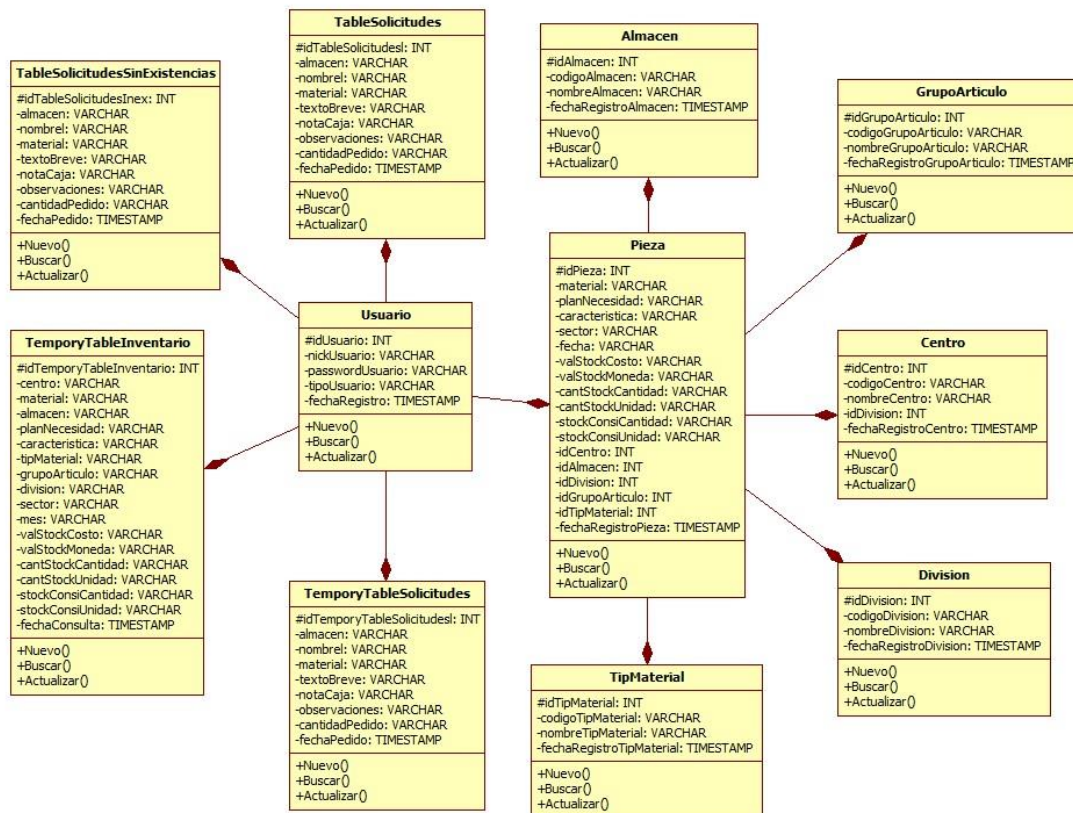 TableSolicitudesSinExistencias
#idTableSolicitudesInex: INT
-almacen: VARCHAR
-nombrel: VARCHAR
-material: VARCHAR
-textoBreve: VARCHAR
-notaCaja: VARCHAR
-observaciones: VARCHAR
-cantidadPedido: VARCHAR
-fechaPedido: TIMESTAMP
+Nuevo()
+Buscar()
+Actualizar()
TableSolicitudes
#idTableSolicitudesl: INT
-almacen: VARCHAR
-nombrel: VARCHAR
-material: VARCHAR
-textoBreve: VARCHAR
-notaCaja: VARCHAR
-observaciones: VARCHAR
-cantidadPedido: VARCHAR
-fechaPedido: TIMESTAMP
+Nuevo()
+Buscar()
+Actualizar()
Almacen
#idAlmacen: INT
-codigoAlmacen: VARCHAR
-nombreAlmacen: VARCHAR
-fechaRegistroAlmacen: TIMESTAMP
+Nuevo()
+Buscar()
+Actualizar()
GrupoArticulo
#idGrupoArticulo: INT
-codigoGrupoArticulo: VARCHAR
-nombreGrupoArticulo: VARCHAR
-fechaRegistroGrupoArticulo: TIMESTAMP
+Nuevo()
+Buscar()
+Actualizar()
TemporyTableInventario
#idTemporyTableInventario: INT
-centro: VARCHAR
-material: VARCHAR
-almacen: VARCHAR
-planNecesidad: VARCHAR
-caracteristica: VARCHAR
-tipMaterial: VARCHAR
-grupoArticulo: VARCHAR
-division: VARCHAR
-sector: VARCHAR
-mes: VARCHAR
-valStockCosto: VARCHAR
-valStockMoneda: VARCHAR
-cantStockCantidad: VARCHAR
-cantStockUnidad: VARCHAR
-stockConsiCantidad: VARCHAR
-stockConsiUnidad: VARCHAR
-fechaConsulta: TIMESTAMP
+Nuevo()
+Buscar()
+Actualizar()
Usuario
#idUsuario: INT
-nickUsuario: VARCHAR
-passwordUsuario: VARCHAR
-tipoUsuario: VARCHAR
-fechaRegistro: TIMESTAMP
+Nuevo()
+Buscar()
+Actualizar()
Pieza
#idPieza: INT
-material: VARCHAR
-planNecesidad: VARCHAR
-caracteristica: VARCHAR
-sector: VARCHAR
-fecha: VARCHAR
-valStockCosto: VARCHAR
-valStockMoneda: VARCHAR
-cantStockCantidad: VARCHAR
-cantStockUnidad: VARCHAR
-stockConsiCantidad: VARCHAR
-stockConsiUnidad: VARCHAR
-idCentro: INT
-idAlmacen: INT
-idDivision: INT
-idGrupoArticulo: INT
-idTipMaterial: INT
-fechaRegistroPieza: TIMESTAMP
+Nuevo()
+Buscar()
+Actualizar()
Centro
#idCentro: INT
-codigoCentro: VARCHAR
-nombreCentro: VARCHAR
-idDivision: INT
-fechaRegistroCentro: TIMESTAMP
+Nuevo()
+Buscar()
+Actualizar()
TemporyTableSolicitudes
#idTemporyTableSolicitudesl: INT
-almacen: VARCHAR
-nombrel: VARCHAR
-material: VARCHAR
-textoBreve: VARCHAR
-notaCaja: VARCHAR
-observaciones: VARCHAR
-cantidadPedido: VARCHAR
-fechaPedido: TIMESTAMP
+Nuevo()
+Buscar()
+Actualizar()
TipMaterial
#idTipMaterial: INT
-codigoTipMaterial: VARCHAR
-nombreTipMaterial: VARCHAR
-fechaRegistroTipMaterial: TIMESTAMP
+Nuevo()
+Buscar()
+Actualizar()
Division
#idDivision: INT
-codigoDivision: VARCHAR
-nombreDivision: VARCHAR
-fechaRegistroDivision: TIMESTAMP
+Nuevo()
+Buscar()
+Actualizar()